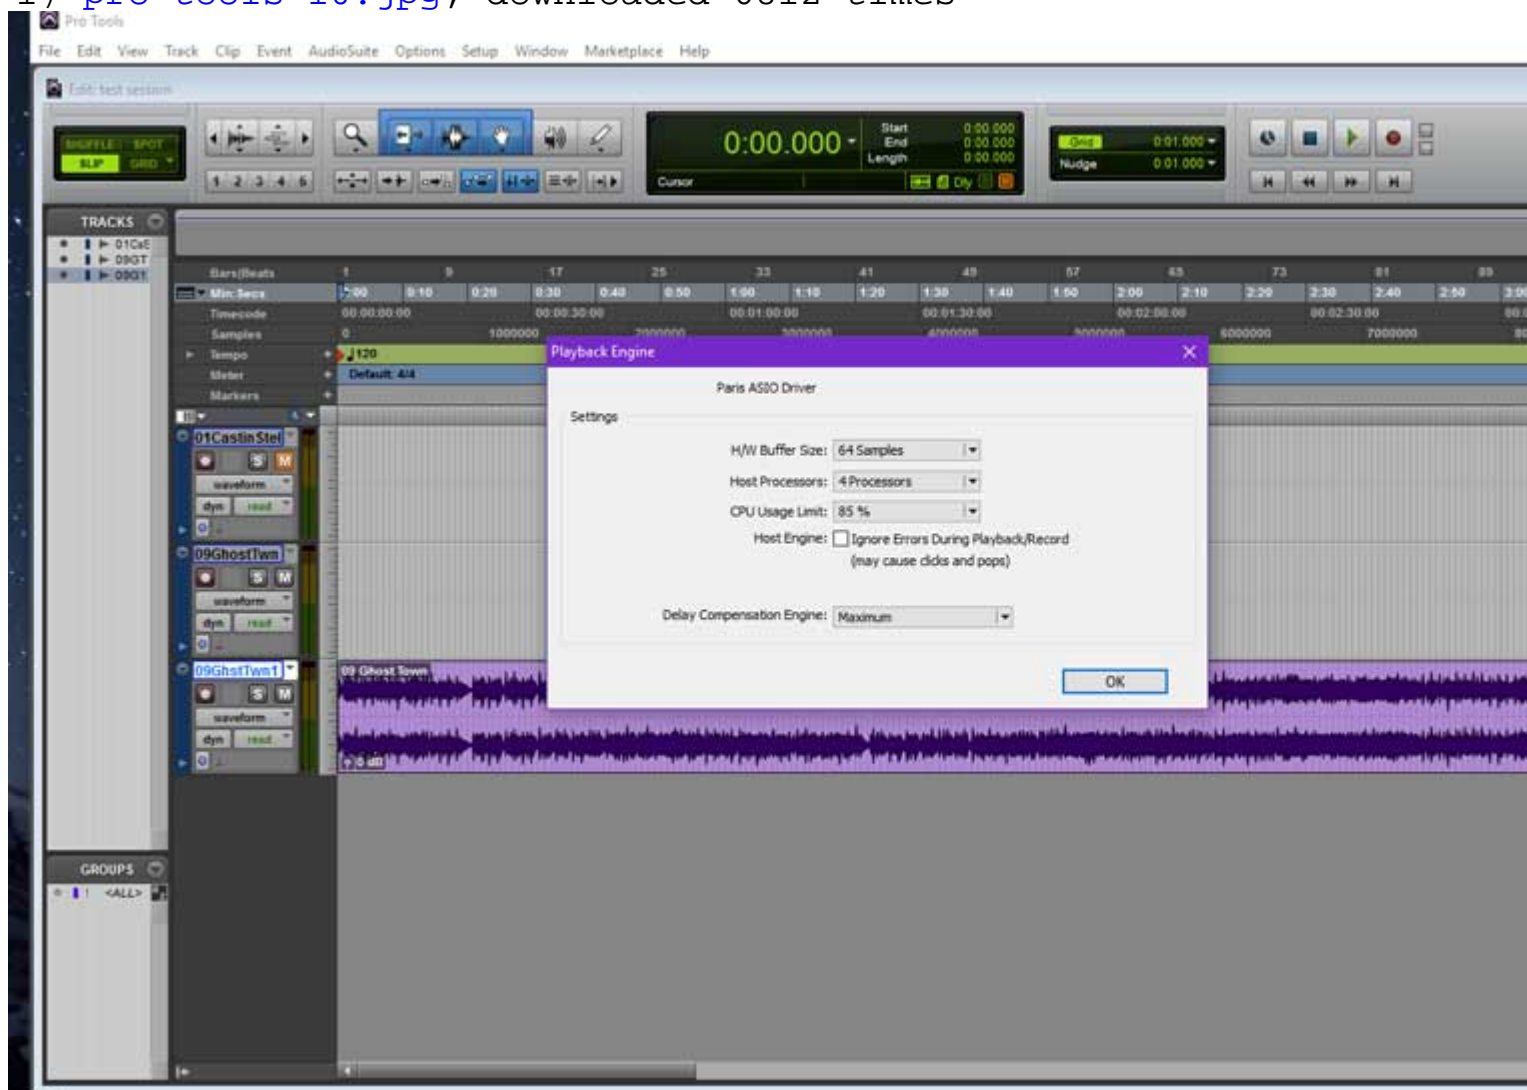 Pro Tools
File Edit View Track Clip Event AudioSuite Options Setup Window Marketplace Help
Edit: test session
SHUFFLE SPOT
SLIP GRID
1 2 3 4 5
0:00.000
Start 0:00.000
End 0:00.000
Length 0:00.000
Cursor
Dly
Grid 0:01.000
Nudge 0:01.000
TRACKS
01CsS
09GT
09GT
Bars|Beats 1 9 17 25 33 41 49 57 65 73 81 89
Min:Secs 0:00 0:10 0:20 0:30 0:40 0:50 1:00 1:10 1:20 1:30 1:40 1:50 2:00 2:10 2:20 2:30 2:40 2:50 3:00
Timecode 00:00:00:00 00:00:30:00 00:01:00:00 00:01:30:00 00:02:00:00 00:02:30:00
Samples 0 1000000 2000000 3000000 4000000 5000000 6000000 7000000
Tempo 120
Meter Default: 4/4
Markers
Playback Engine
Paris ASIO Driver
Settings
H/W Buffer Size: 64 Samples
Host Processors: 4 Processors
CPU Usage Limit: 85 %
Host Engine: Ignore Errors During Playback/Record
(may cause clicks and pops)
Delay Compensation Engine: Maximum
OK
01CastinStel
S M
waveform
dyn read
09GhostTwn
S M
waveform
dyn read
09GhstTwn1
S M
waveform
dyn read
09 Ghost Town
0 dB
GROUPS
! <ALL>